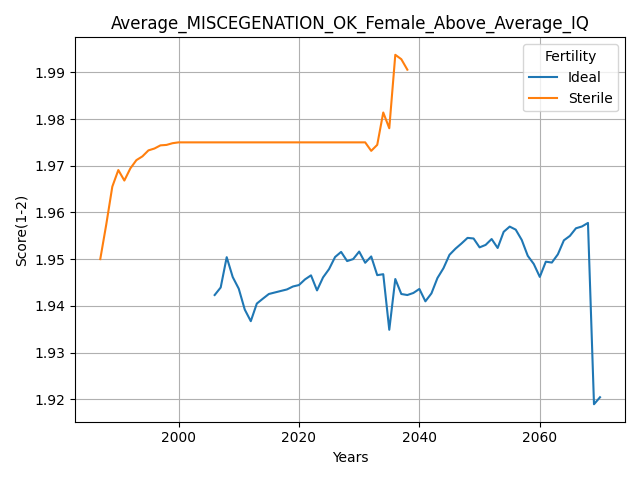 Average_MISCEGENATION_OK_Female_Above_Average_IQ
Fertility
Ideal
Sterile
Score(1-2)
1.99
1.98
1.97
1.96
1.95
1.94
1.93
1.92
2000
2020
2040
2060
Years